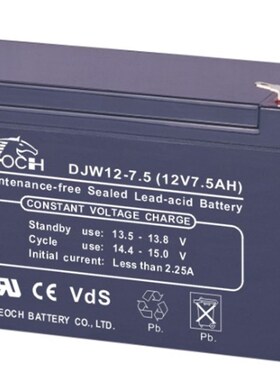 EOCH
DJW12-7.5 (12V7.5AH)
ntenance-free Sealed Lead-acid Battery
CONSTANT VOLTAGE CHARGE
Standby use: 13.5 - 13.8 V
Cycle use: 14.4 - 15.0 V
Initial current: Less than 2.25A
CE VdS
EOCH BATTERY CO., LTD.
Pb.
Pb.